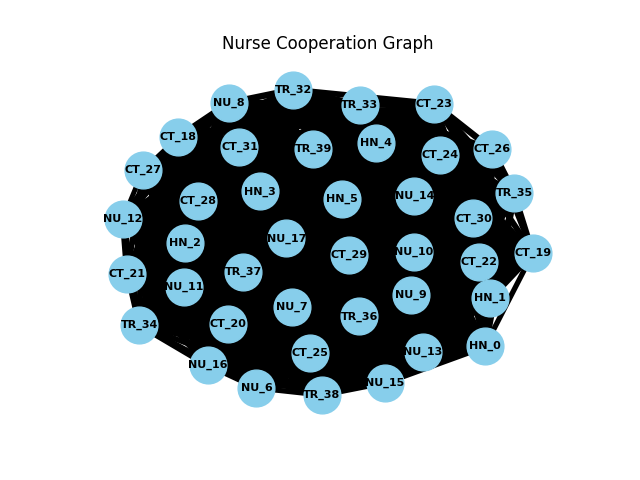 Nurse Cooperation Graph
TR_32
NU_8
TR_33
CT_23
CT_18
HN_4
CT_31
TR_39
CT_26
CT_24
CT_27
HN_3
TR_35
NU_14
HN_5
CT_28
NU_12
CT_30
NU_17
HN_2
NU_10
CT_19
CT_29
CT_22
TR_37
CT_21
NU_11
NU_9
HN_1
NU_7
TR_36
CT_20
TR_34
HN_0
NU_13
CT_25
NU_16
NU_15
NU_6
TR_38